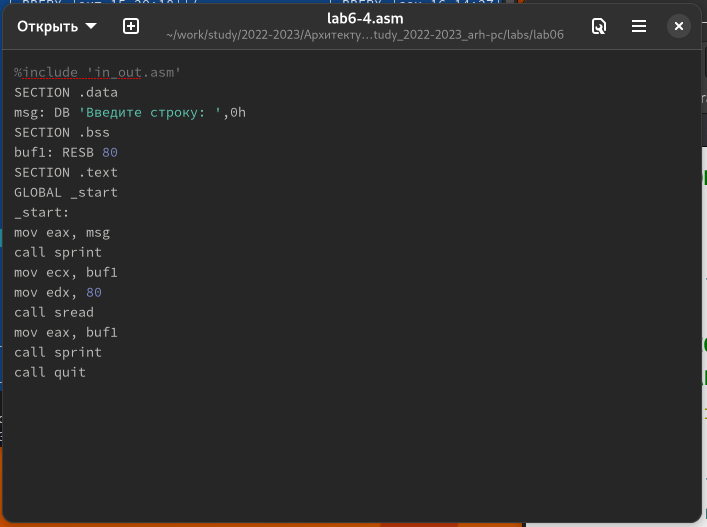 Открыть
lab6-4.asm
~/work/study/2022-2023/Архитекту…tudy_2022-2023_arh-pc/labs/lab06
%include 'in_out.asm'
SECTION .data
msg: DB 'Введите строку: ',0h
SECTION .bss
buf1: RESB 80
SECTION .text
GLOBAL _start
_start:
mov eax, msg
call sprint
mov ecx, buf1
mov edx, 80
call sread
mov eax, buf1
call sprint
call quit